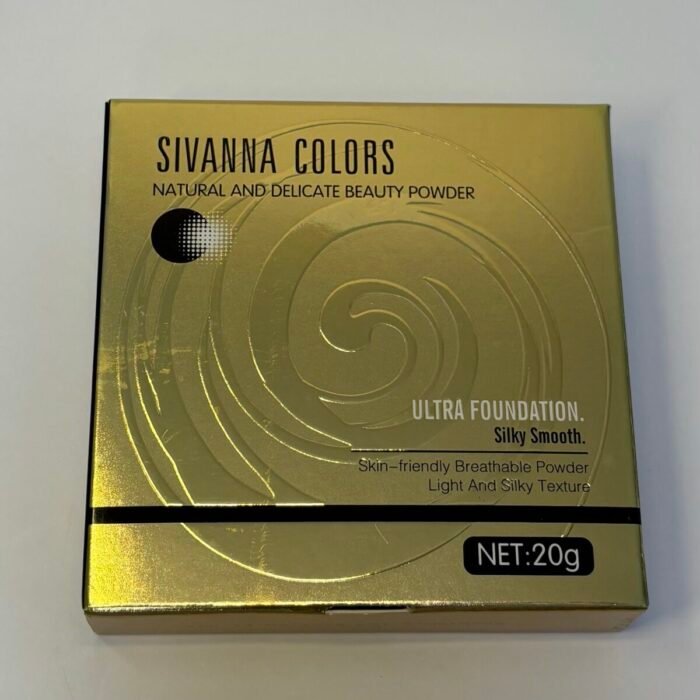 SIVANNA COLORS
NATURAL AND DELICATE BEAUTY POWDER
ULTRA FOUNDATION.
Silky Smooth.
Skin-friendly Breathable Powder
Light And Silky Texture
NET:20g